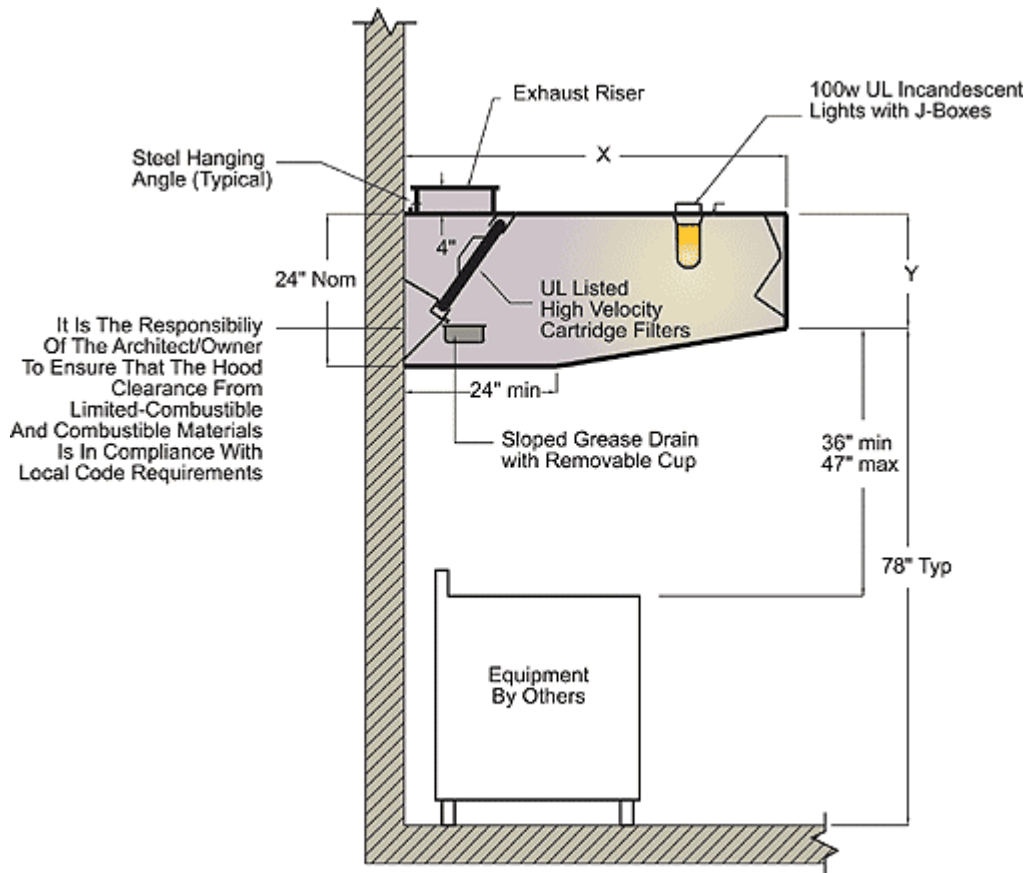 Exhaust Riser
100w UL Incandescent
Lights with J-Boxes
Steel Hanging
Angle (Typical)
X
4"
24" Nom
Y
UL Listed
High Velocity
Cartridge Filters
It Is The Responsibiliy
Of The Architect/Owner
To Ensure That The Hood
Clearance From
Limited-Combustible
And Combustible Materials
Is In Compliance With
Local Code Requirements
24" min
Sloped Grease Drain
with Removable Cup
36" min
47" max
78" Typ
Equipment
By Others